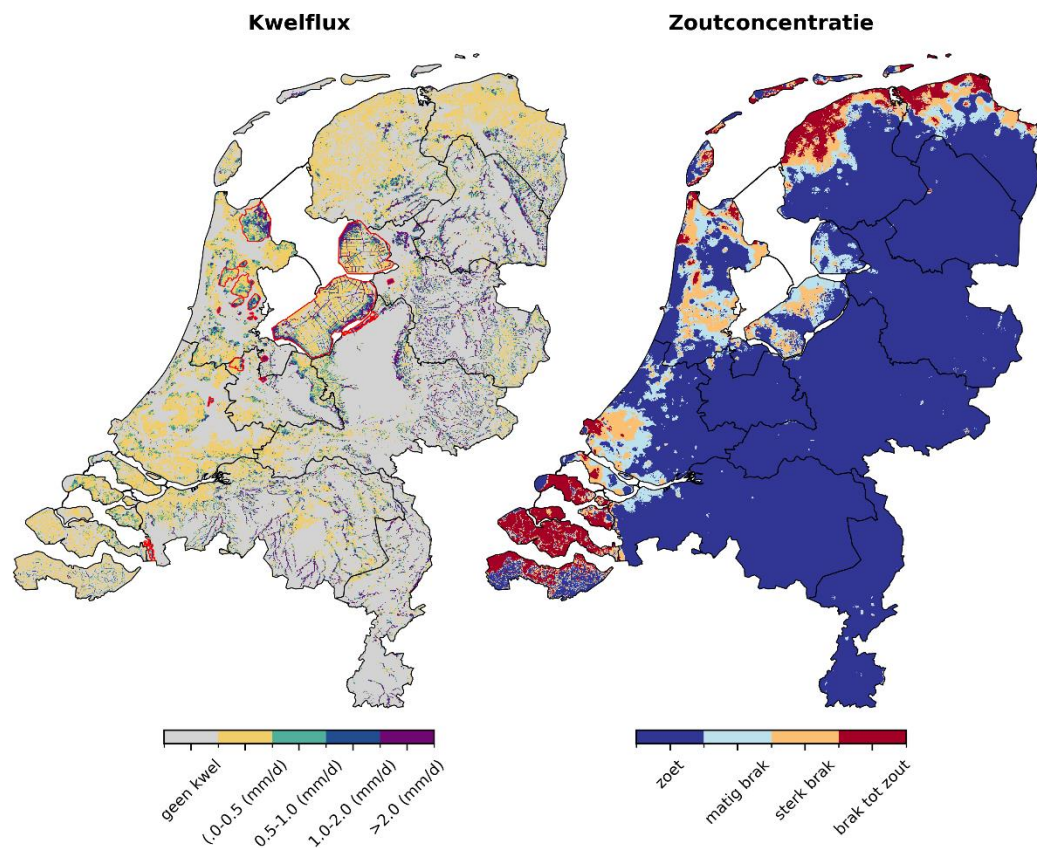 Kwelflux
Zoutconcentratie
geen kwel
(.0-0.5 (mm/d)
0.5-1.0 (mm/d)
1.0-2.0 (mm/d)
>2.0 (mm/d)
zoet
matig brak
sterk brak
brak tot zout